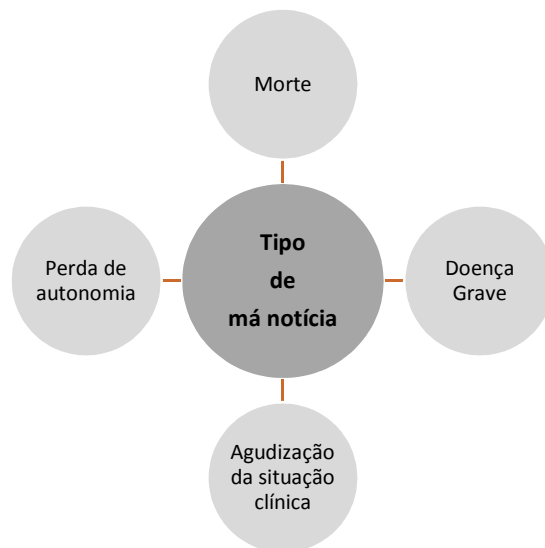 Morte
Perda de
autonomia
Tipo
de
má notícia
Doença
Grave
Agudização
da situação
clínica